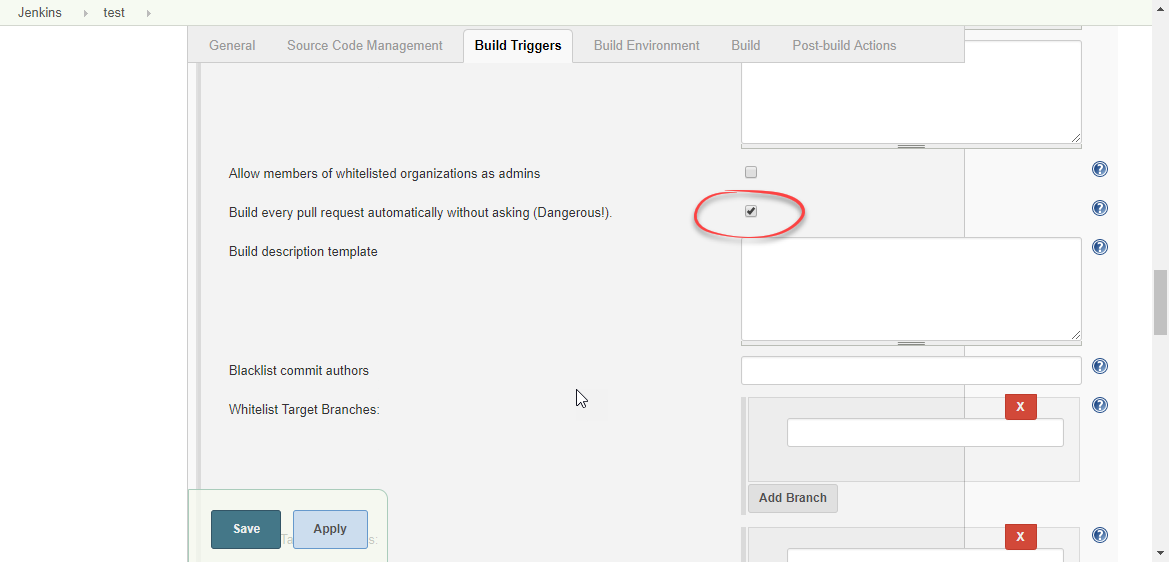 Jenkins test
General Source Code Management Build Triggers Build Environment Build Post-build Actions
Allow members of whitelisted organizations as admins
Build every pull request automatically without asking (Dangerous!).
Build description template
Blacklist commit authors
Whitelist Target Branches:
X
Add Branch
Save Apply
X